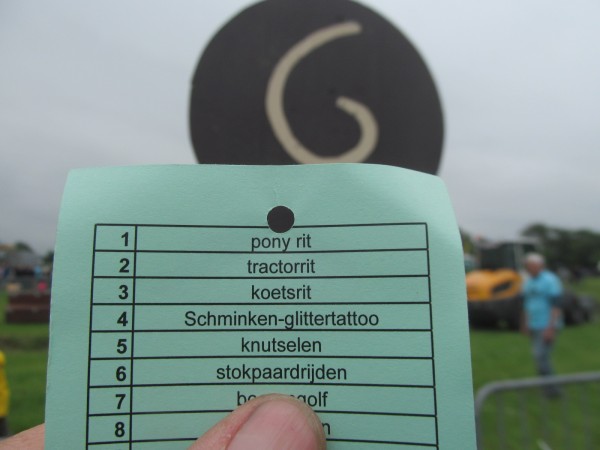 6
1 pony rit
2 tractorrit
3 koetsrit
4 Schminken-glittertattoo
5 knutselen
6 stokpaardrijden
7
8